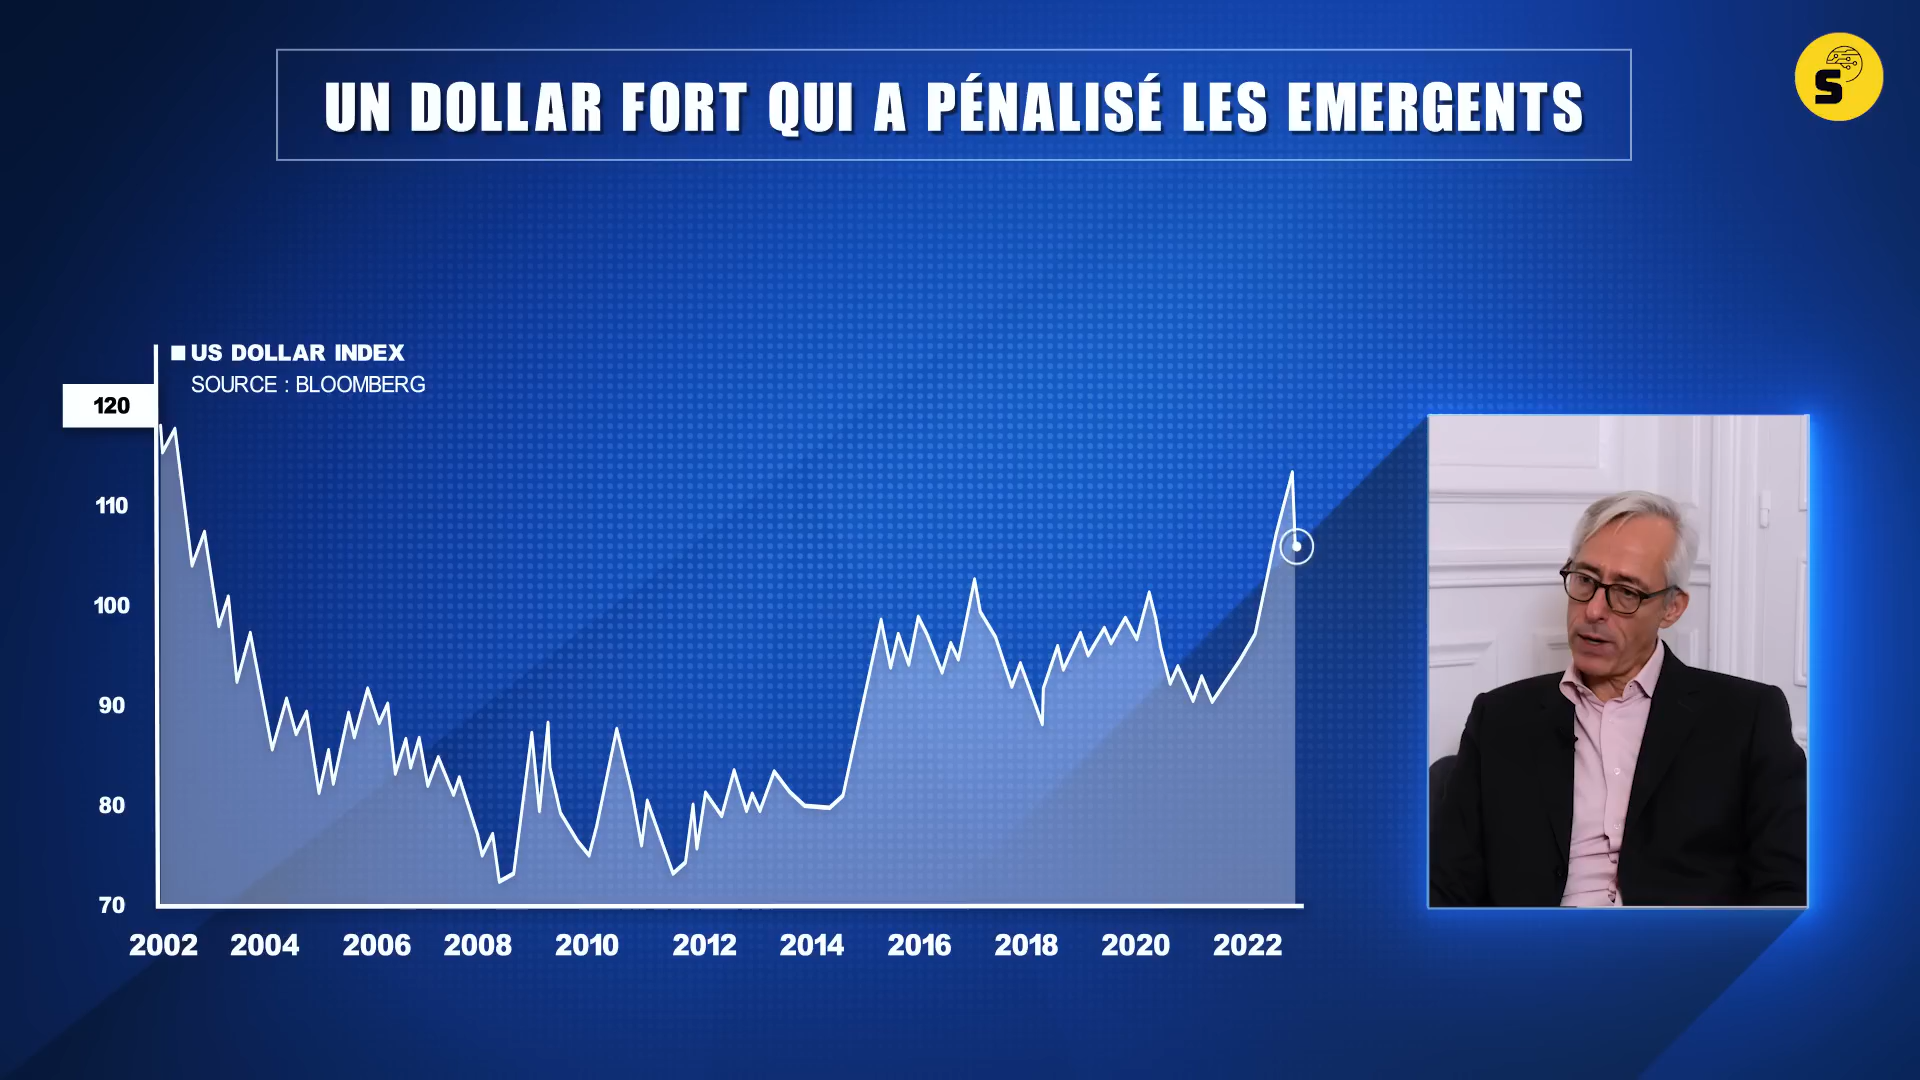 UN DOLLAR FORT QUI A PÉNALISÉ LES EMERGENTS
S
US DOLLAR INDEX
SOURCE : BLOOMBERG
120
110
100
90
80
70
2002 2004 2006 2008 2010 2012 2014 2016 2018 2020 2022